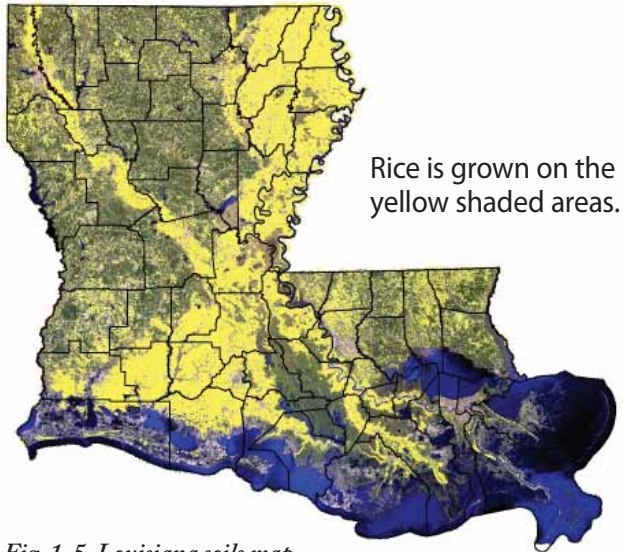 Rice is grown on the
yellow shaded areas.
Fig. 1-5. Louisiana soils map